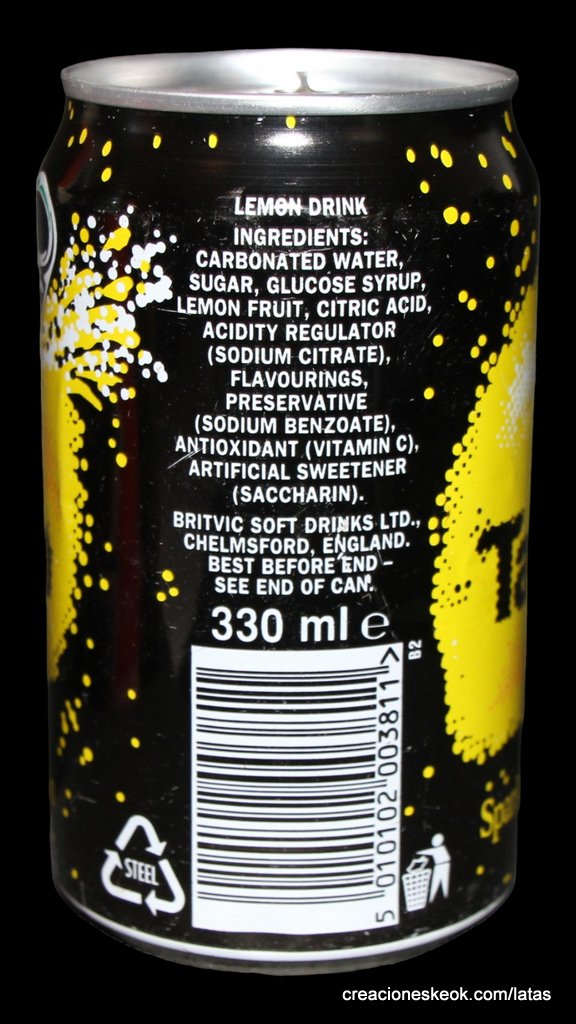 LEMON DRINK
INGREDIENTS:
CARBONATED WATER,
SUGAR, GLUCOSE SYRUP,
LEMON FRUIT, CITRIC ACID,
ACIDITY REGULATOR
(SODIUM CITRATE),
FLAVOURINGS,
PRESERVATIVE
(SODIUM BENZOATE),
ANTIOXIDANT (VITAMIN C),
ARTIFICIAL SWEETENER
(SACCHARIN).
BRITVIC SOFT DRINKS LTD.,
CHELMSFORD, ENGLAND.
BEST BEFORE END –
SEE END OF CAN.
330 ml e
B2
5 010102 003811 >
STEEL
creacioneskeok.com/latas